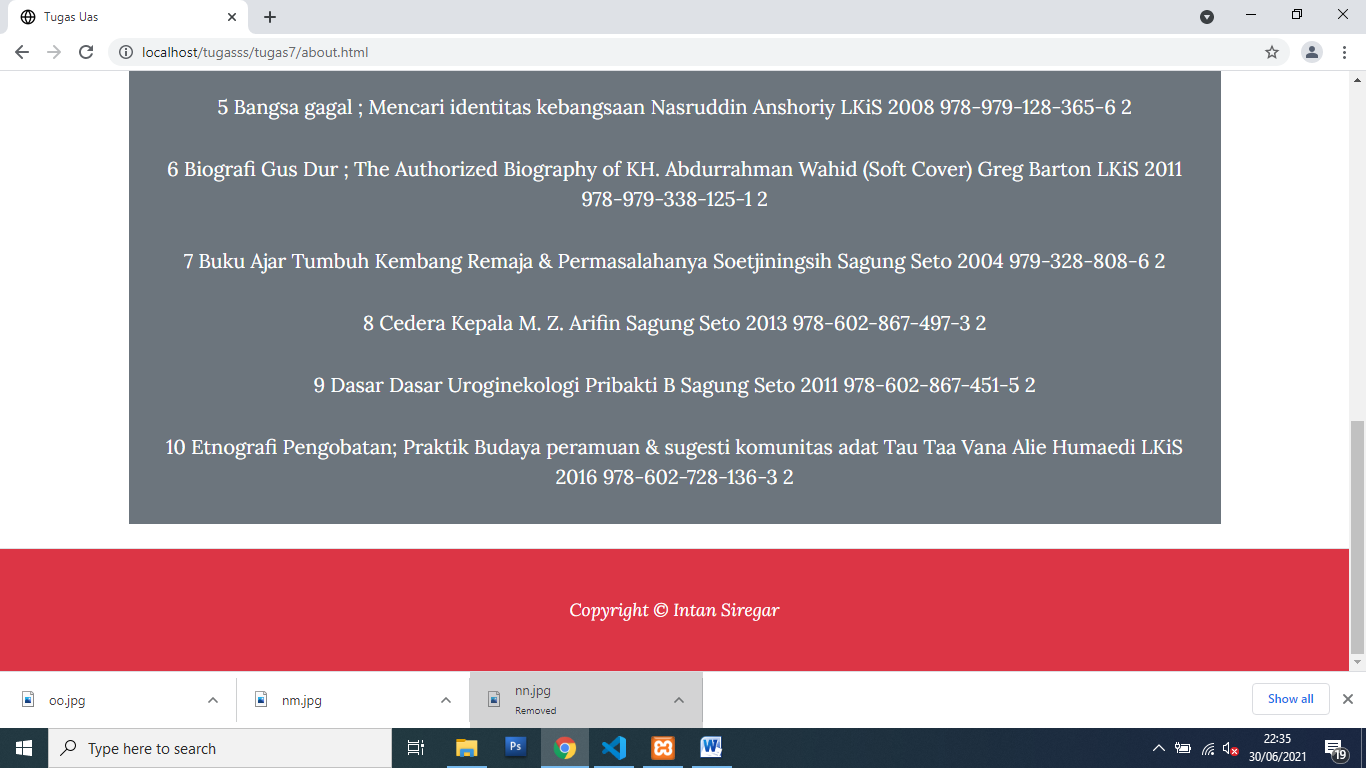 Tugas Uas
localhost/tugasss/tugas7/about.html
5 Bangsa gagal ; Mencari identitas kebangsaan Nasruddin Anshoriy LKiS 2008 978-979-128-365-6 2
6 Biografi Gus Dur ; The Authorized Biography of KH. Abdurrahman Wahid (Soft Cover) Greg Barton LKiS 2011
978-979-338-125-1 2
7 Buku Ajar Tumbuh Kembang Remaja & Permasalahanya Soetjiningsih Sagung Seto 2004 979-328-808-6 2
8 Cedera Kepala M. Z. Arifin Sagung Seto 2013 978-602-867-497-3 2
9 Dasar Dasar Uroginekologi Pribakti B Sagung Seto 2011 978-602-867-451-5 2
10 Etnografi Pengobatan; Praktik Budaya peramuan & sugesti komunitas adat Tau Taa Vana Alie Humaedi LKiS
2016 978-602-728-136-3 2
Copyright © Intan Siregar
oo.jpg
nm.jpg
nn.jpg
Removed
Show all
Type here to search
Ps
W
22:35
30/06/2021
19